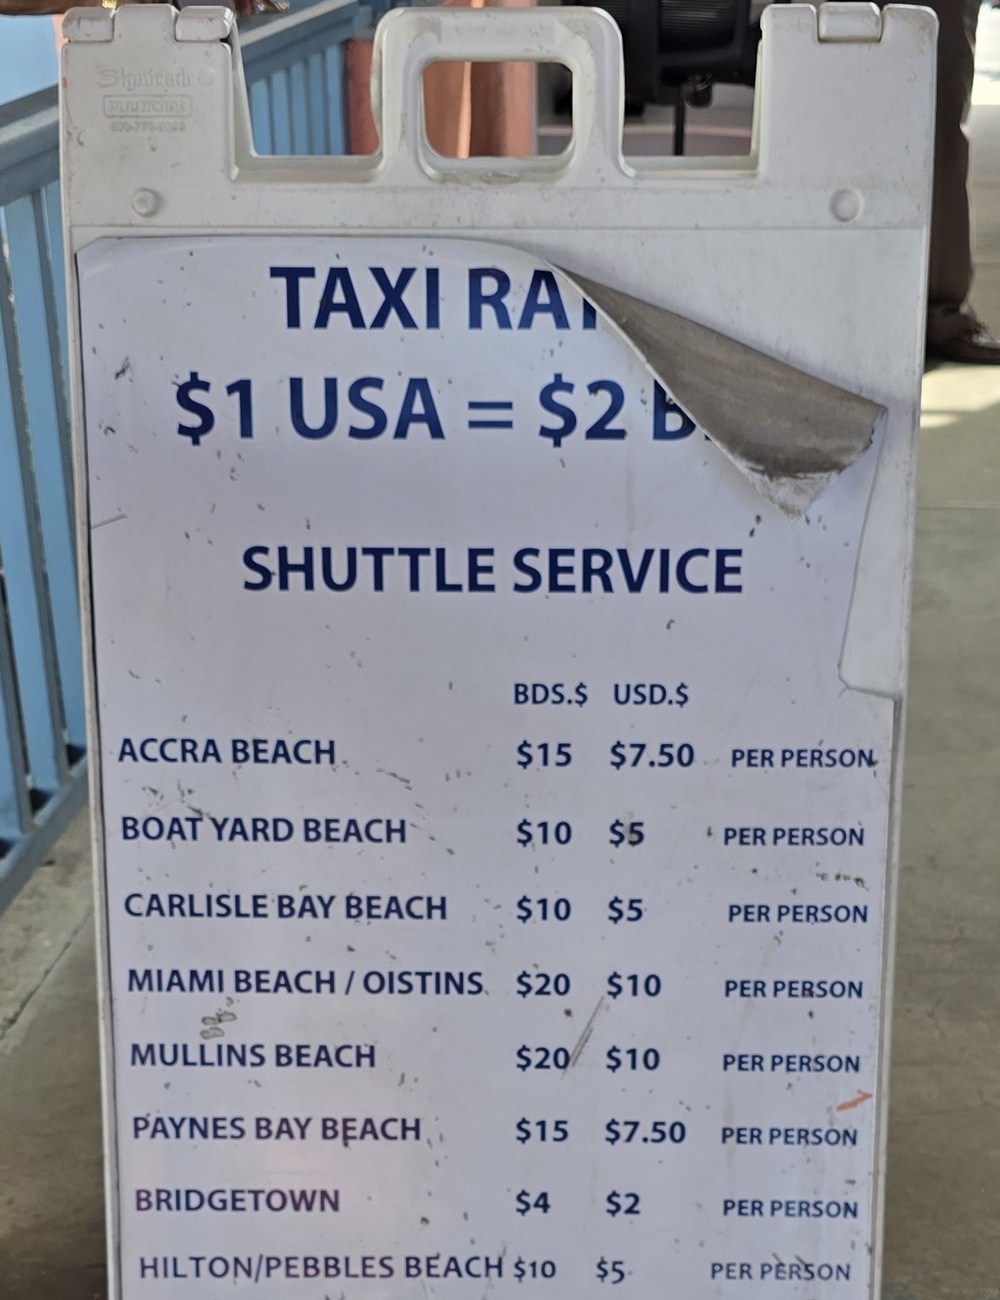 Signicade
TAXI RA
$1 USA = $2 B
SHUTTLE SERVICE
BDS.$ USD.$
ACCRA BEACH $15 $7.50 PER PERSON
BOAT YARD BEACH $10 $5 PER PERSON
CARLISLE BAY BEACH $10 $5 PER PERSON
MIAMI BEACH / OISTINS $20 $10 PER PERSON
MULLINS BEACH $20 $10 PER PERSON
PAYNES BAY BEACH $15 $7.50 PER PERSON
BRIDGETOWN $4 $2 PER PERSON
HILTON/PEBBLES BEACH $10 $5 PER PERSON